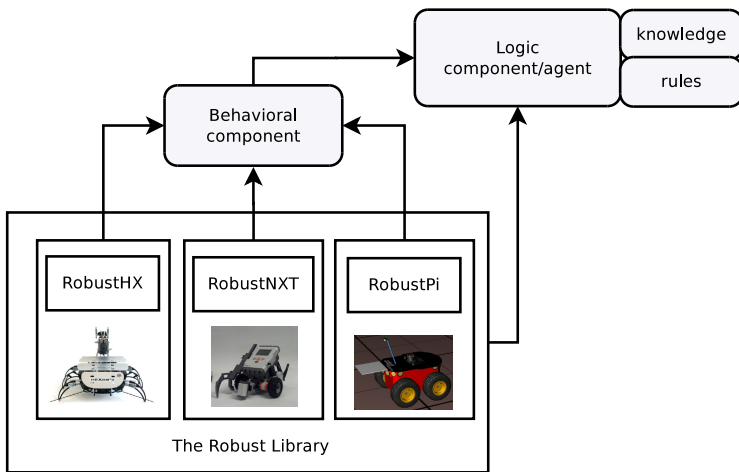 knowledge
Logic
component/agent
rules
Behavioral
component
RobustHX
RobustNXT
RobustPi
The Robust Library